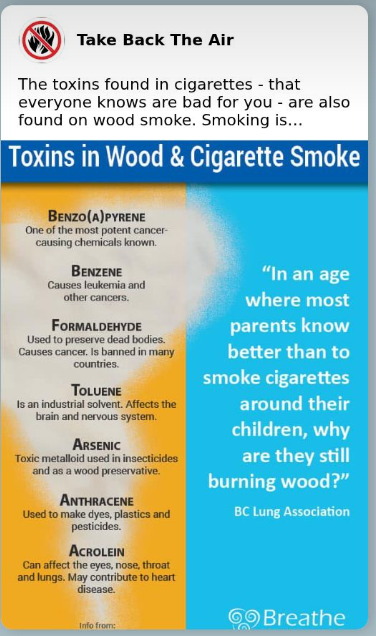 Take Back The Air
The toxins found in cigarettes - that
everyone knows are bad for you - are also
found on wood smoke. Smoking is...
Toxins in Wood & Cigarette Smoke
BENZO(A)PYRENE
One of the most potent cancer-
causing chemicals known.
BENZENE
Causes leukemia and
other cancers.
FORMALDEHYDE
Used to preserve dead bodies.
Causes cancer. Is banned in many
countries.
TOLUENE
Is an industrial solvent. Affects the
brain and nervous system.
ARSENIC
Toxic metalloid used in insecticides
and as a wood preservative.
ANTHRACENE
Used to make dyes, plastics and
pesticides.
ACROLEIN
Can affect the eyes, nose, throat
and lungs. May contribute to heart
disease.
Info from:
“In an age
where most
parents know
better than to
smoke cigarettes
around their
children, why
are they still
burning wood?”
BC Lung Association
Breathe